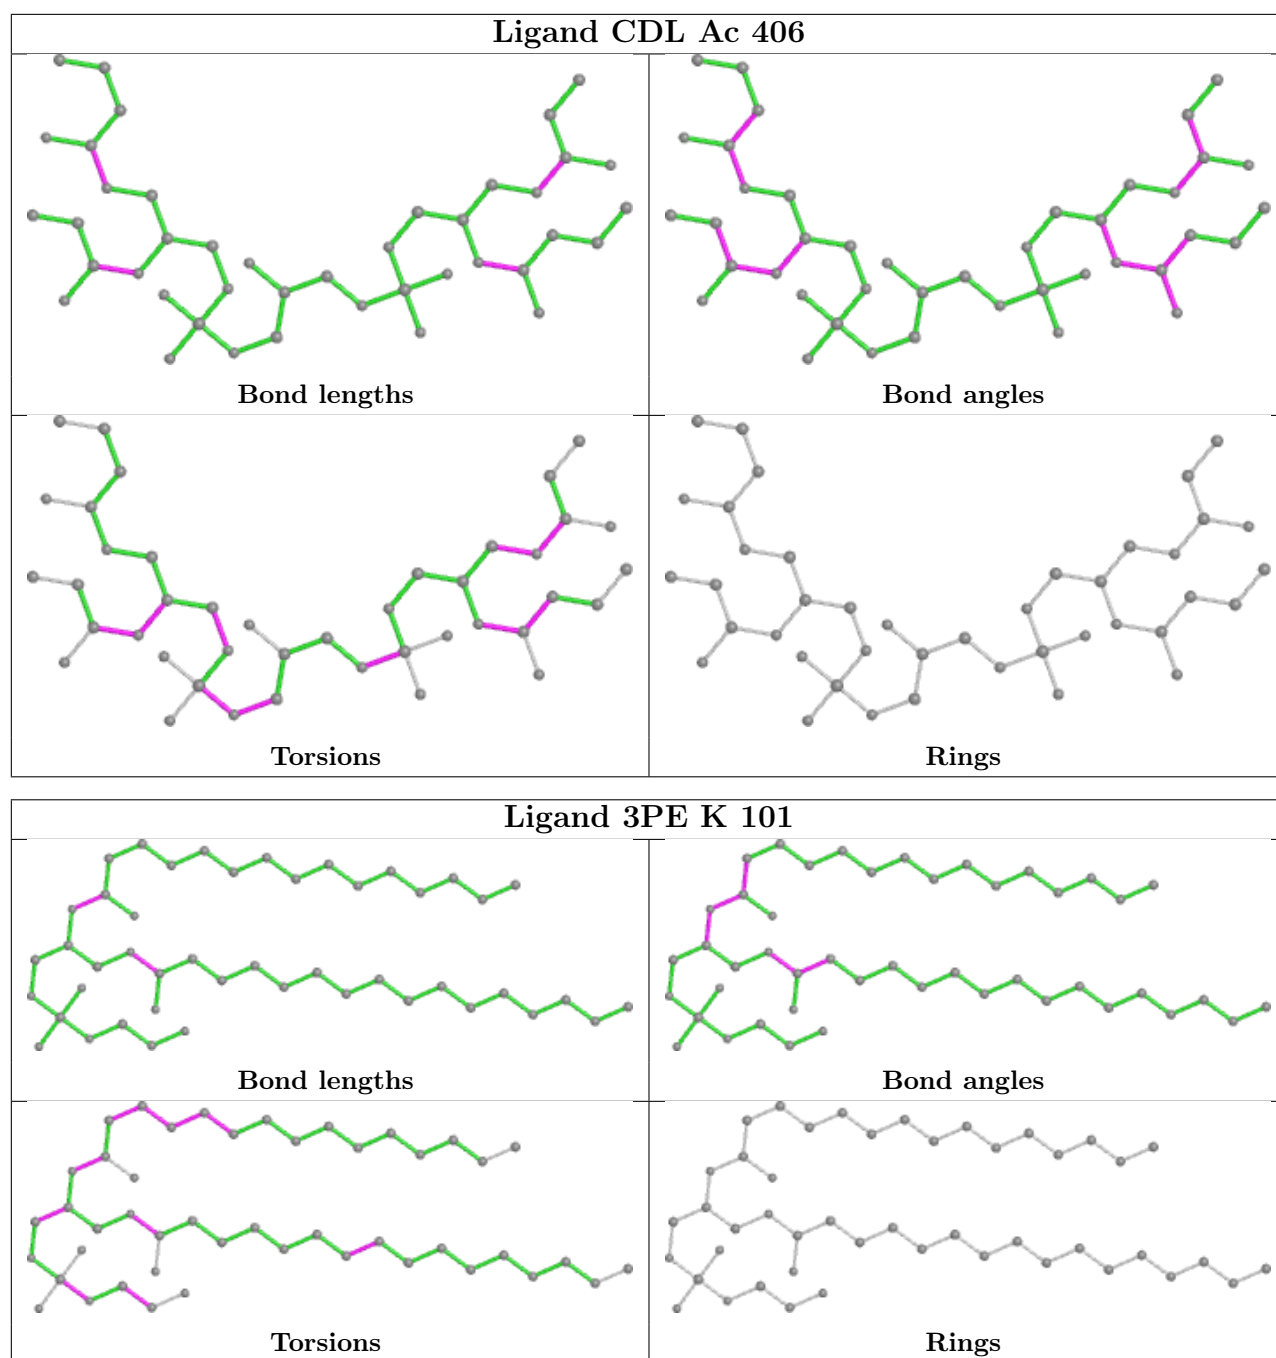 Ligand CDL Ac 406
Bond lengths
Bond angles
Torsions
Rings
Ligand 3PE K 101
Bond lengths
Bond angles
Torsions
Rings